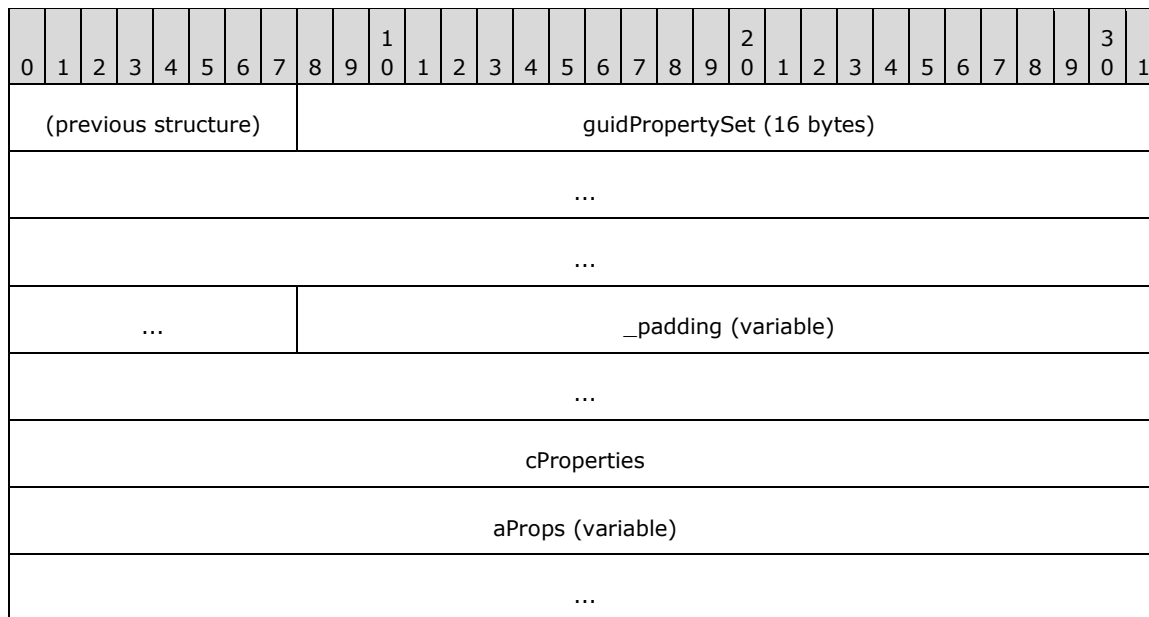 1 2 3
0 1 2 3 4 5 6 7 8 9 0 1 2 3 4 5 6 7 8 9 0 1 2 3 4 5 6 7 8 9 0 1
(previous structure) guidPropertySet (16 bytes)
...
...
... _padding (variable)
...
cProperties
aProps (variable)
...